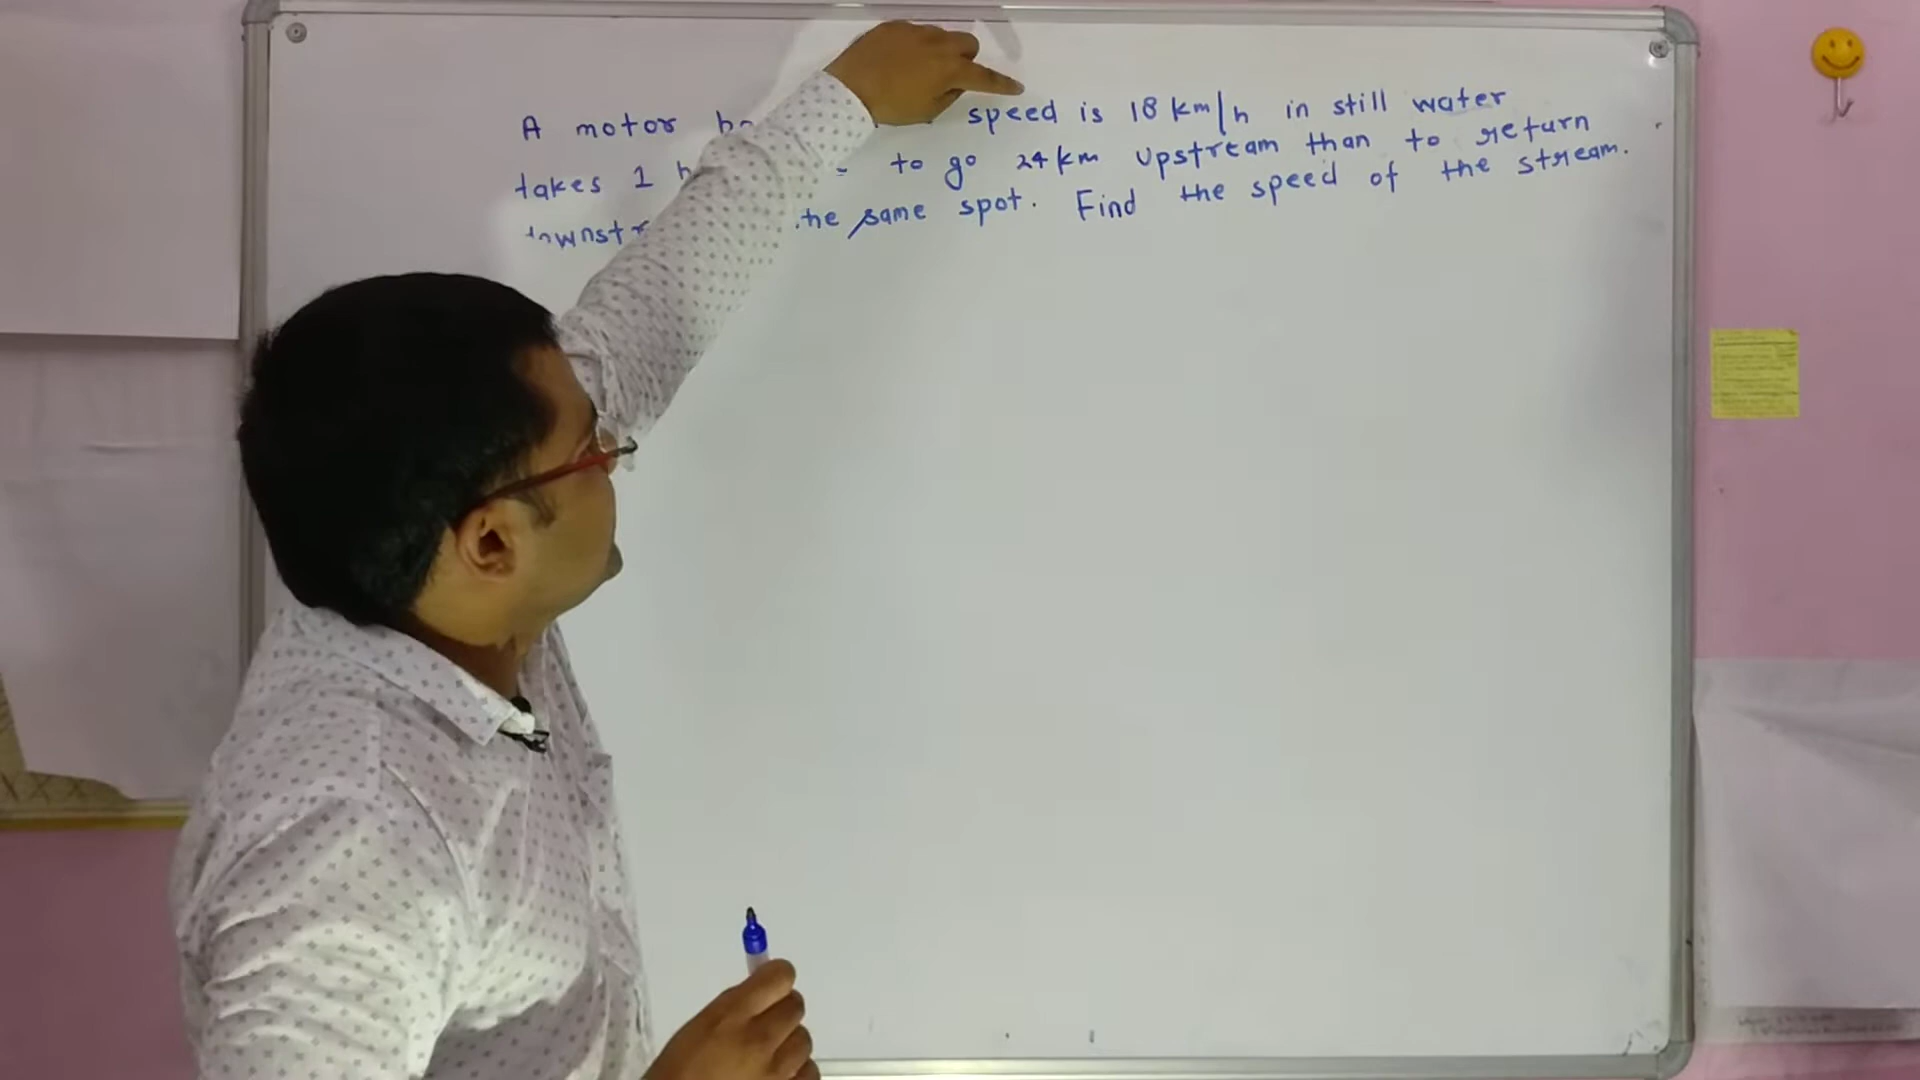 A motor speed is 18 km/h in still water
takes 1 to go 24 km upstream than to return
same spot. Find the speed of the stream.